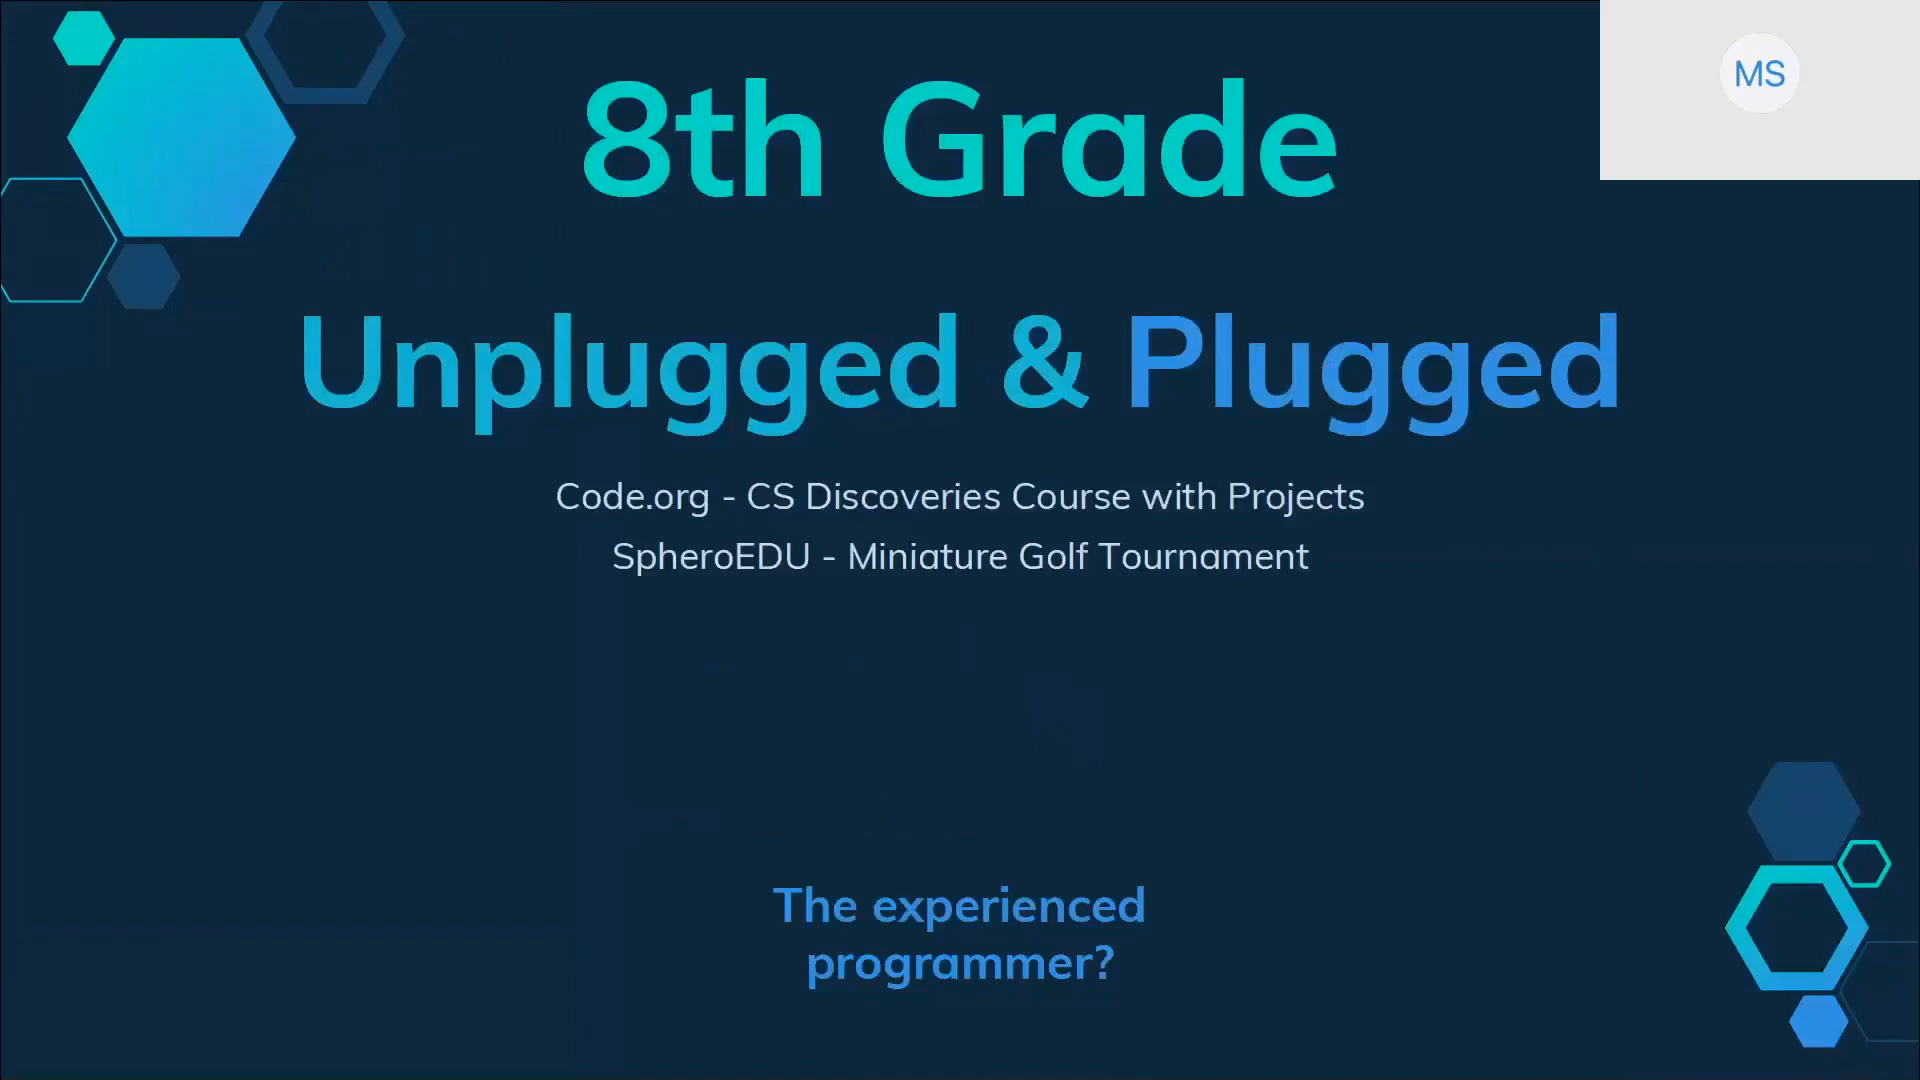 8th Grade
MS
Unplugged & Plugged
Code.org - CS Discoveries Course with Projects
SpheroEDU - Miniature Golf Tournament
The experienced
programmer?